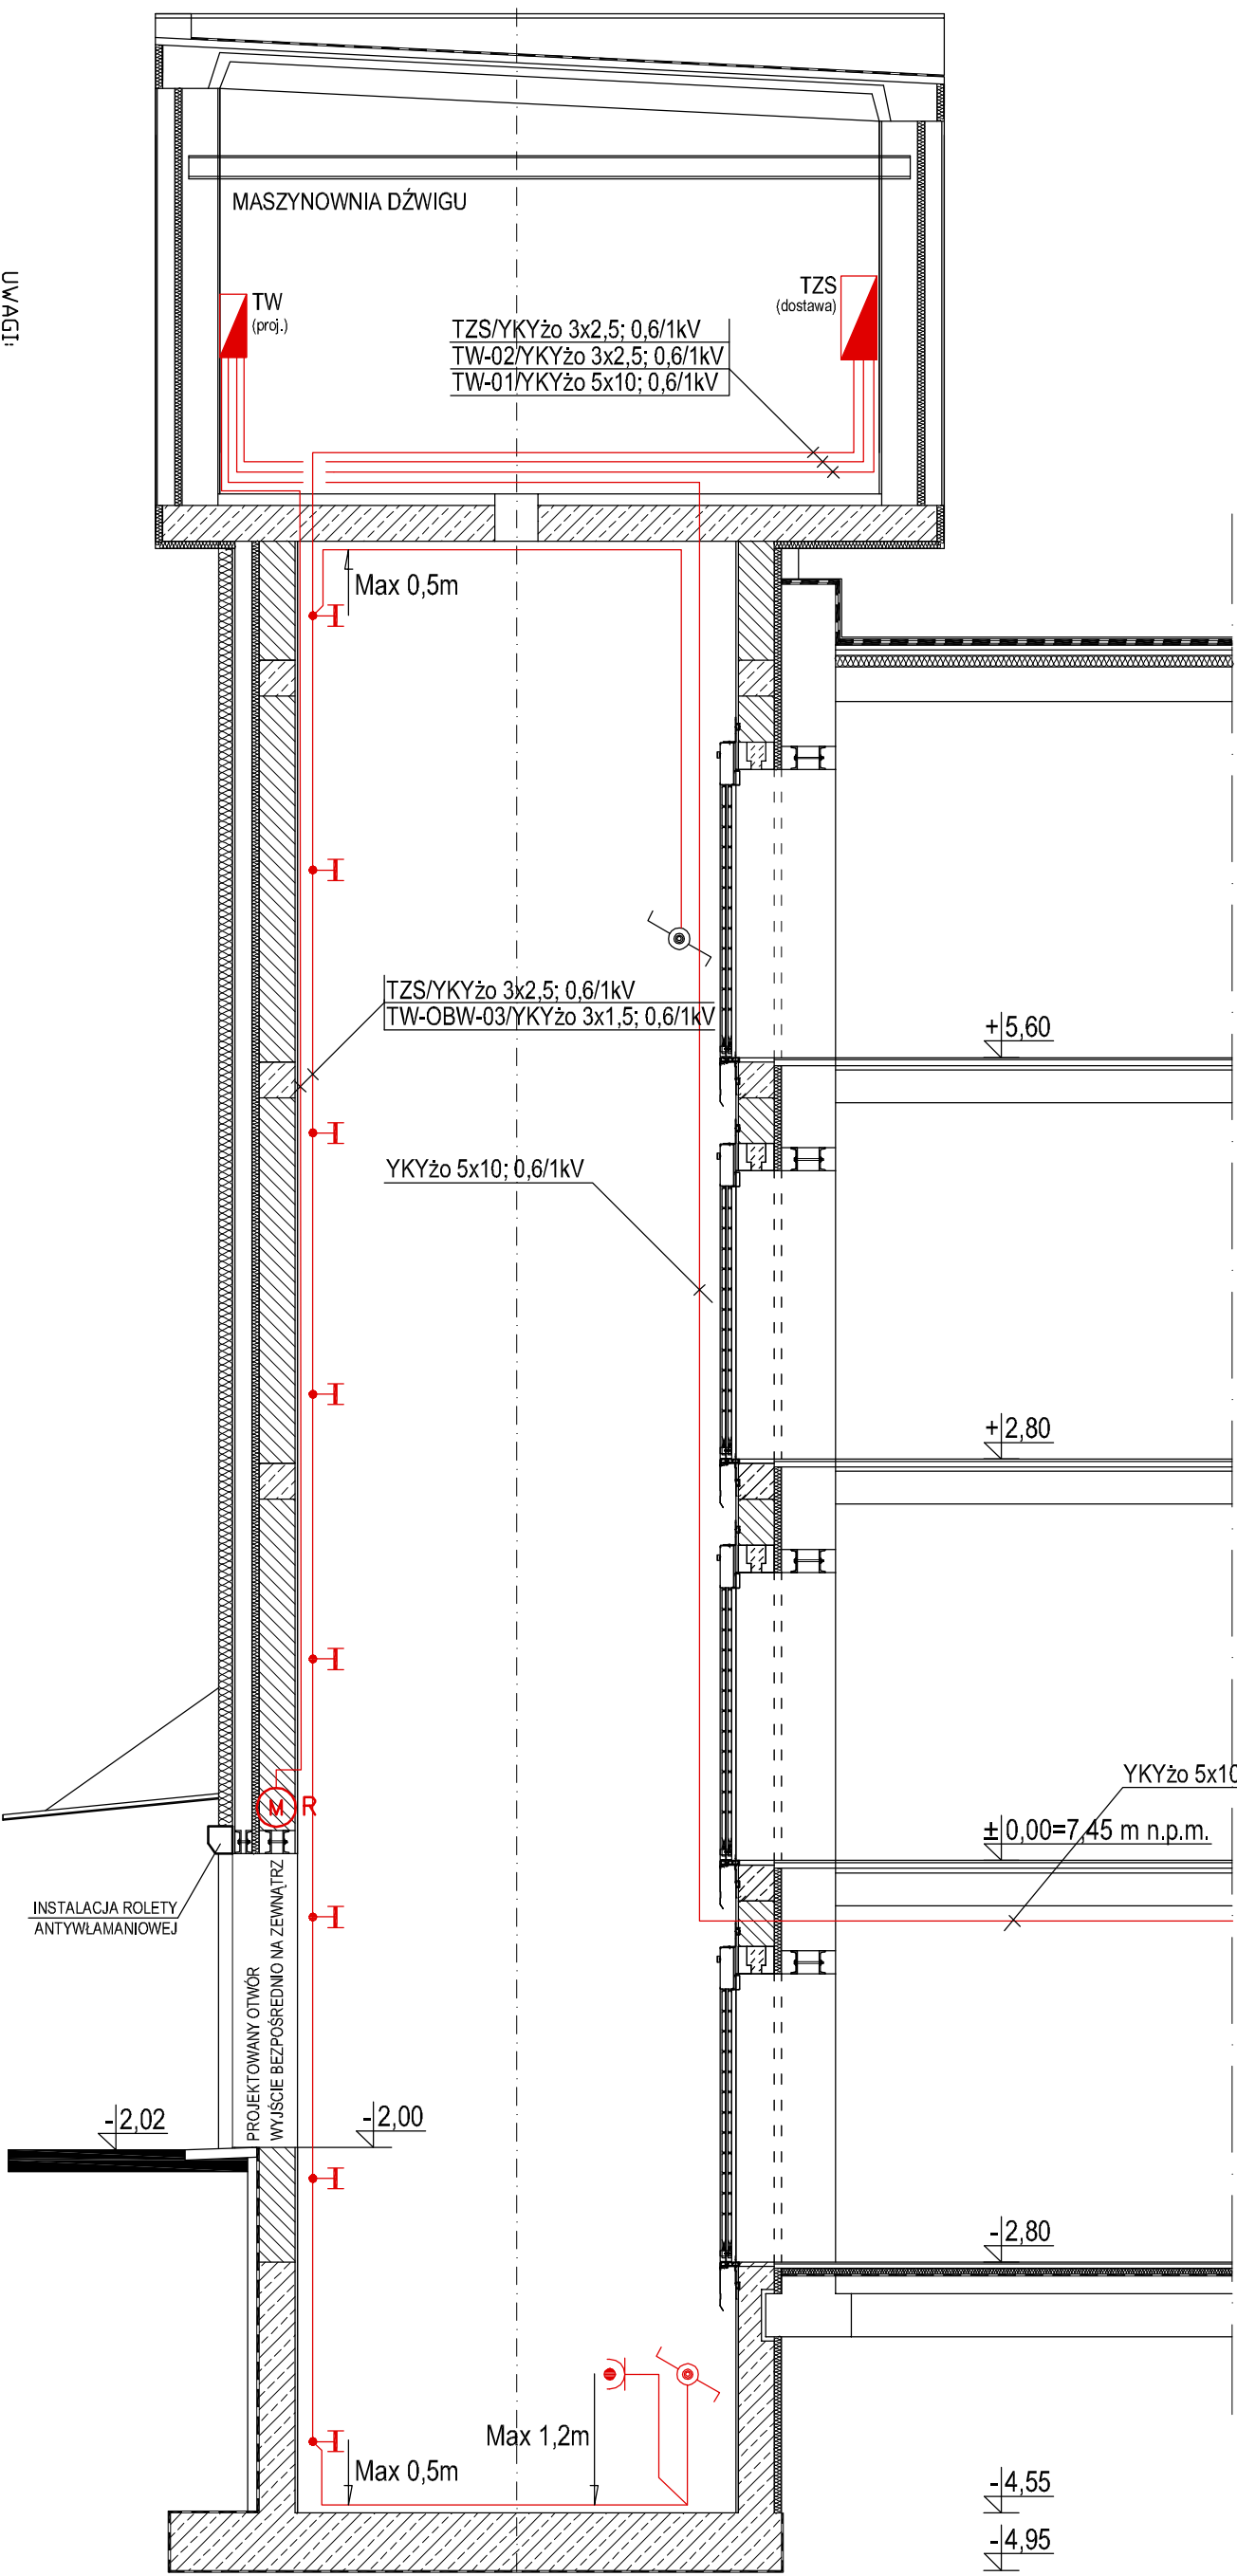 MASZYNOWNIA DŹWIGU
UWAGI:
TW
(proj.)
TZS
(dostawa)
TZS/YKYżo 3x2,5; 0,6/1kV
TW-02/YKYżo 3x2,5; 0,6/1kV
TW-01/YKYżo 5x10; 0,6/1kV
Max 0,5m
TZS/YKYżo 3x2,5; 0,6/1kV
TW-OBW-03/YKYżo 3x1,5; 0,6/1kV
+5,60
YKYżo 5x10; 0,6/1kV
+2,80
YKYżo 5x10
M R
±0,00=7,45 m n.p.m.
INSTALACJA ROLETY
ANTYWŁAMANIOWEJ
PROJEKTOWANY OTWÓR
WYJŚCIE BEZPOŚREDNIO NA ZEWNĄTRZ
-2,02
-2,00
-2,80
Max 1,2m
Max 0,5m
-4,55
-4,95